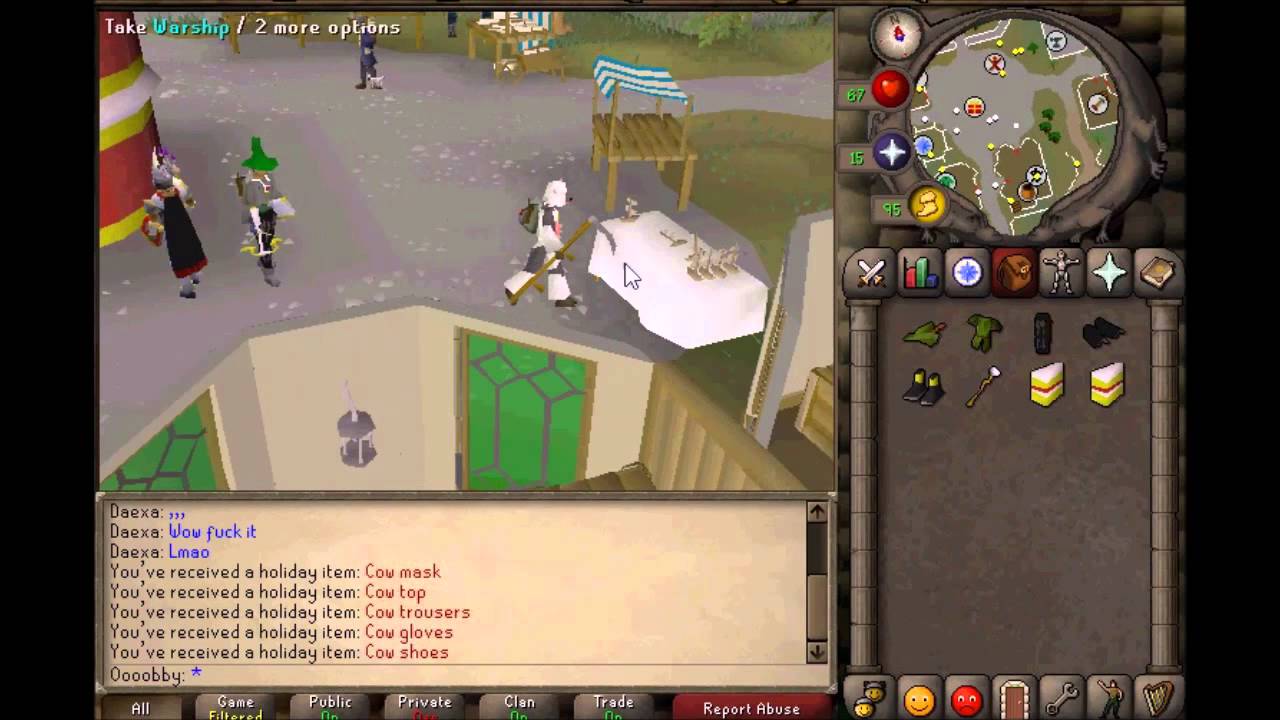 Take Warship / 2 more options
67
15
95
Daexa: ,,,
Daexa: Wow fuck it
Daexa: Lmao
You've received a holiday item: Cow mask
You've received a holiday item: Cow top
You've received a holiday item: Cow trousers
You've received a holiday item: Cow gloves
You've received a holiday item: Cow shoes
Oooobby: *
All
Game
Filtered
Public
On
Private
Off
Clan
On
Trade
On
Report Abuse